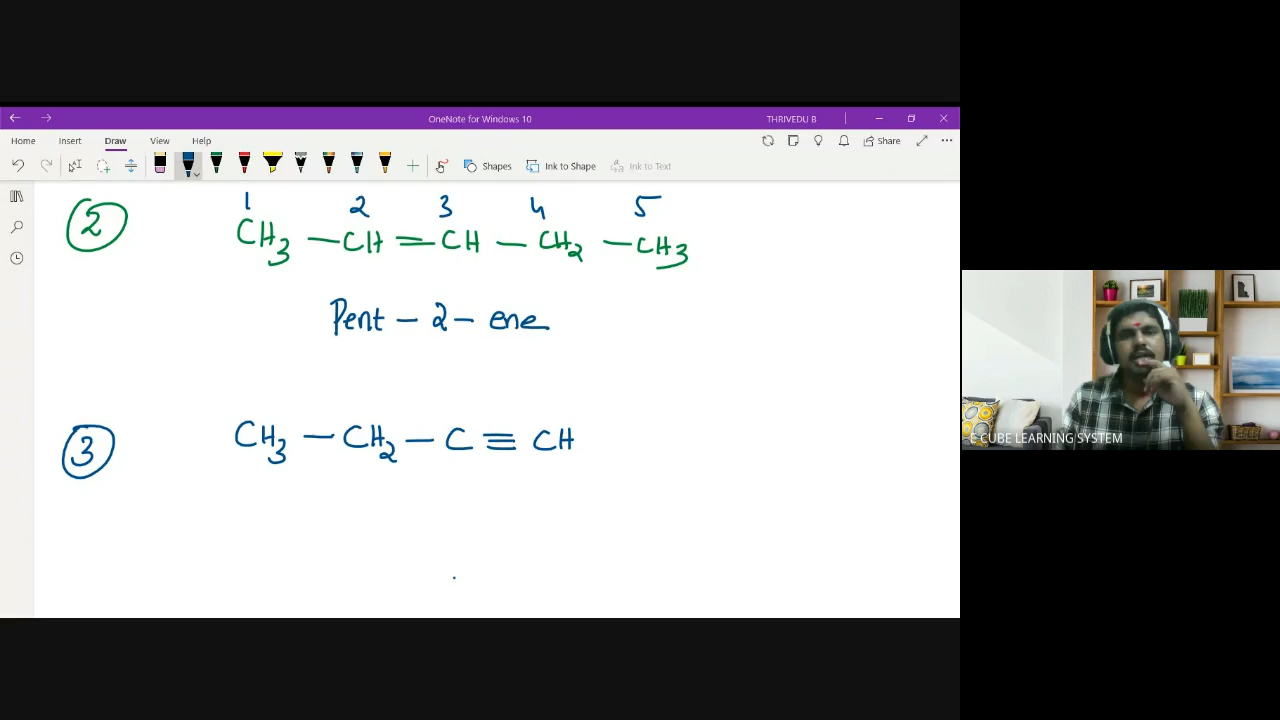 OneNote for Windows 10
THRIVEDU B
Home Insert Draw View Help
Share
Shapes Ink to Shape Ink to Text
1 2 3 4 5
2 CH3 — CH = CH — CH2 — CH3
Pent – 2 – ene
3 CH3 — CH2 — C ≡ CH
E CUBE LEARNING SYSTEM